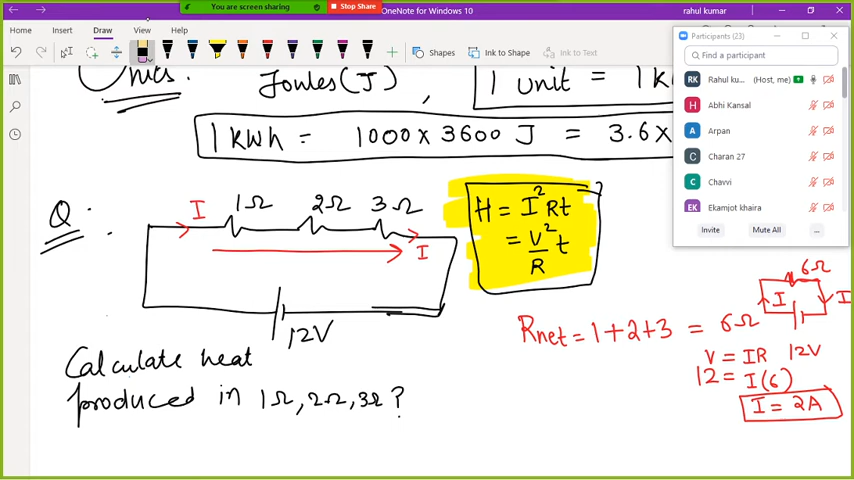 You are screen sharing
Stop Share
OneNote for Windows 10
rahul kumar
Home Insert Draw View Help
Shapes Ink to Shape Ink to Text
Participants (23)
Find a participant
RK Rahul ku... (Host, me)
H Abhi Kansal
A Arpan
C Charan 27
C Chavvi
EK Ekamjot khaira
Invite Mute All ...
Units. Joules (J) , 1 unit = 1 k
1 kWh = 1000 x 3600 J = 3.6 x
Q.
I 1Ω 2Ω 3Ω I
12V
H = I² Rt
= V²/R t
6Ω
I I
12V
Rnet = 1+2+3 = 6Ω
V = IR
12 = I(6)
I = 2A
Calculate heat
produced in 1Ω, 2Ω, 3Ω ?